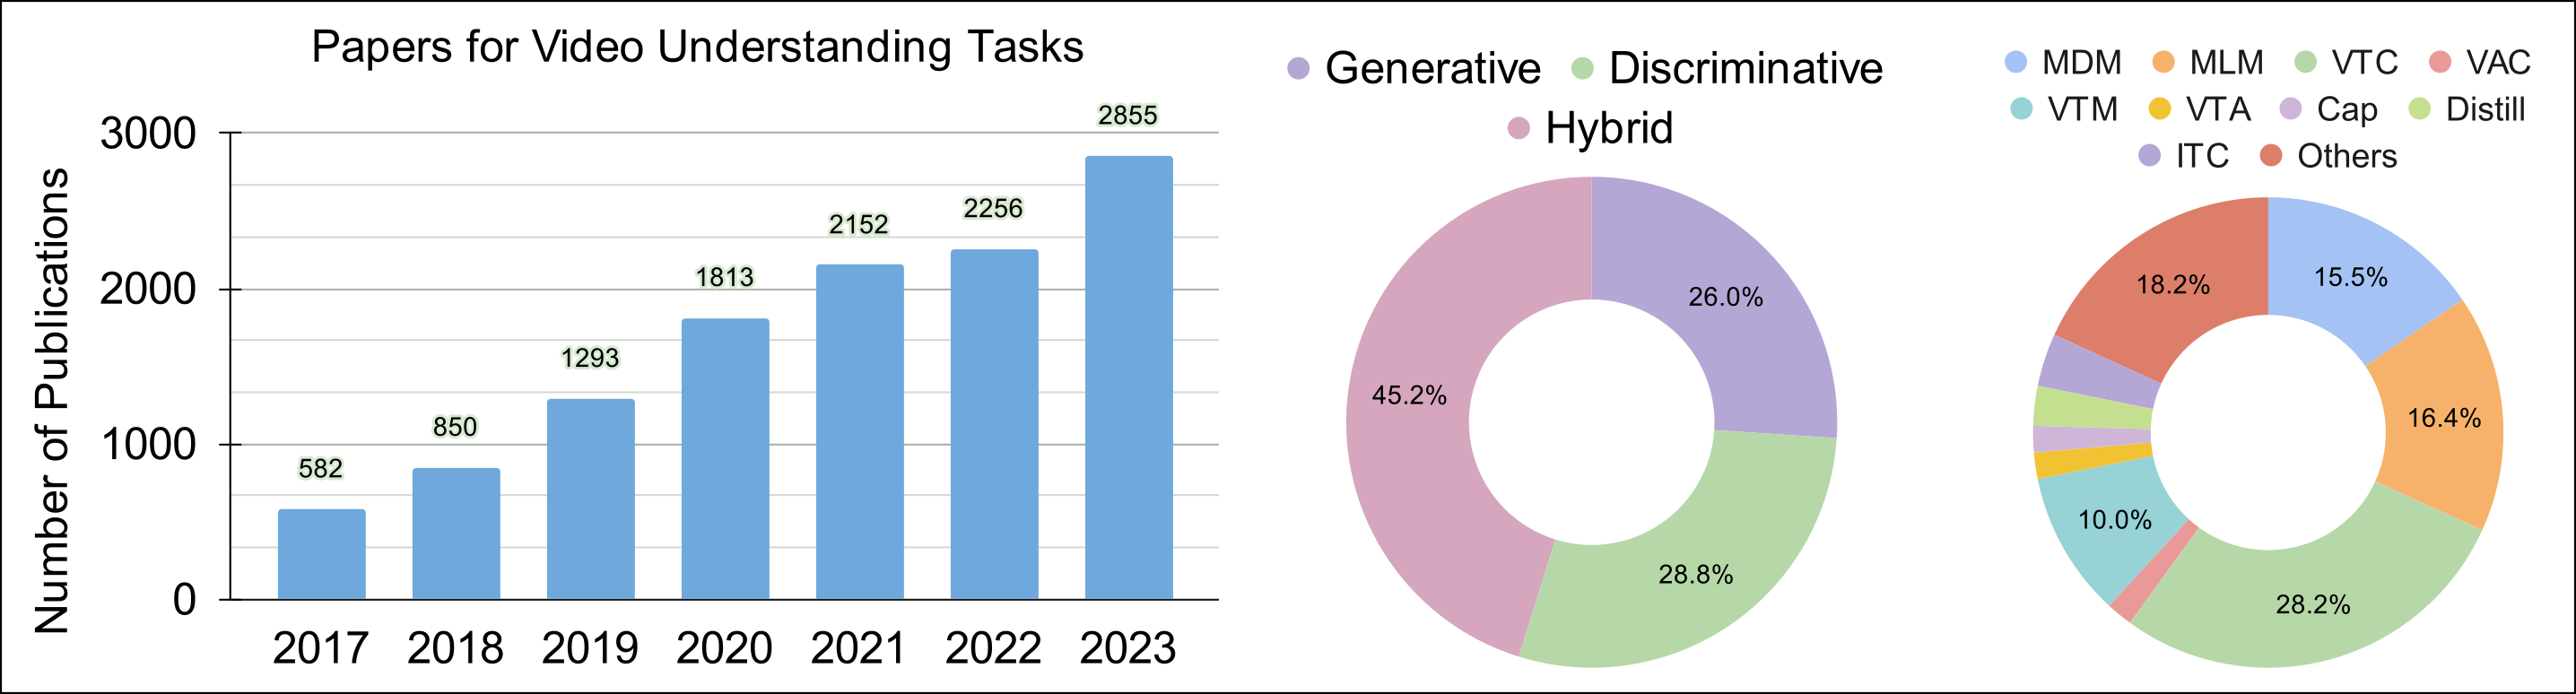 Papers for Video Understanding Tasks
Number of Publications
3000
2000
1000
0
582
850
1293
1813
2152
2256
2855
2017 2018 2019 2020 2021 2022 2023
Generative Discriminative
Hybrid
26.0%
45.2%
28.8%
MDM MLM VTC VAC
VTM VTA Cap Distill
ITC Others
18.2%
15.5%
16.4%
10.0%
28.2%